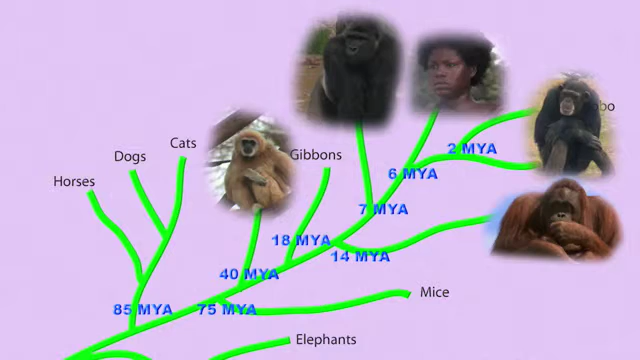 bo
Cats
Dogs
Gibbons
2 MYA
Horses
6 MYA
7 MYA
18 MYA
14 MYA
40 MYA
Mice
85 MYA
75 MYA
Elephants